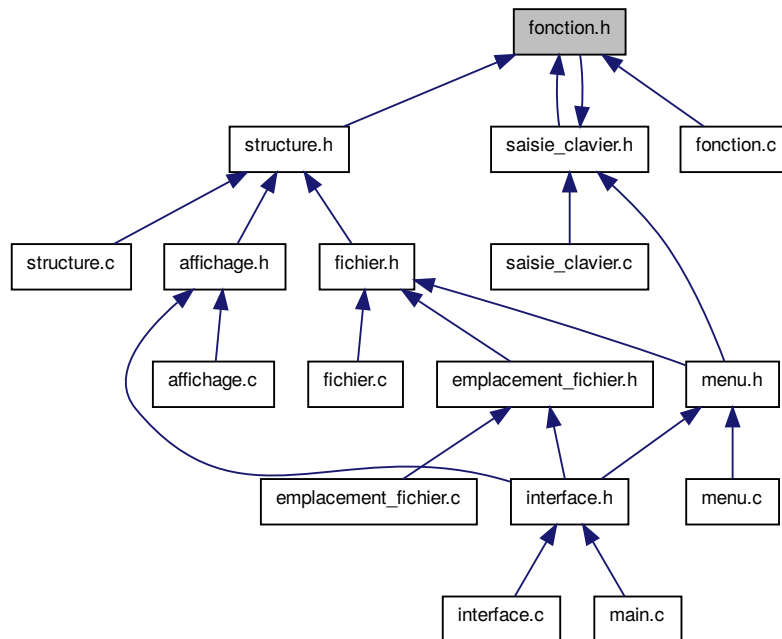 fonction.h
structure.h
saisie_clavier.h
fonction.c
structure.c
affichage.h
fichier.h
saisie_clavier.c
affichage.c
fichier.c
emplacement_fichier.h
menu.h
emplacement_fichier.c
interface.h
menu.c
interface.c
main.c